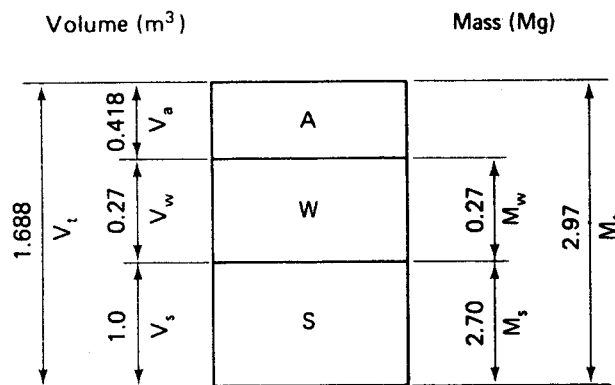 Volume (m³)
Mass (Mg)
1.688
Vt
0.418
Va
0.27
Vw
1.0
Vs
A
W
S
0.27
Mw
2.70
Ms
2.97